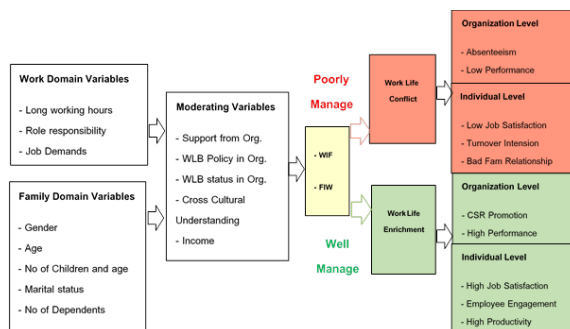 Work Domain Variables
- Long working hours
- Role responsibility
- Job Demands
Family Domain Variables
- Gender
- Age
- No of Children and age
- Marital status
- No of Dependents
Moderating Variables
- Support from Org.
- WLB Policy in Org.
- WLB status in Org.
- Cross Cultural
Understanding
- Income
- WIF
- FIW
Poorly
Manage
Well
Manage
Work Life
Conflict
Work Life
Enrichment
Organization Level
- Absenteeism
- Low Performance
Individual Level
- Low Job Satisfaction
- Turnover Intension
- Bad Fam Relationship
Organization Level
- CSR Promotion
- High Performance
Individual Level
- High Job Satisfaction
- Employee Engagement
- High Productivity